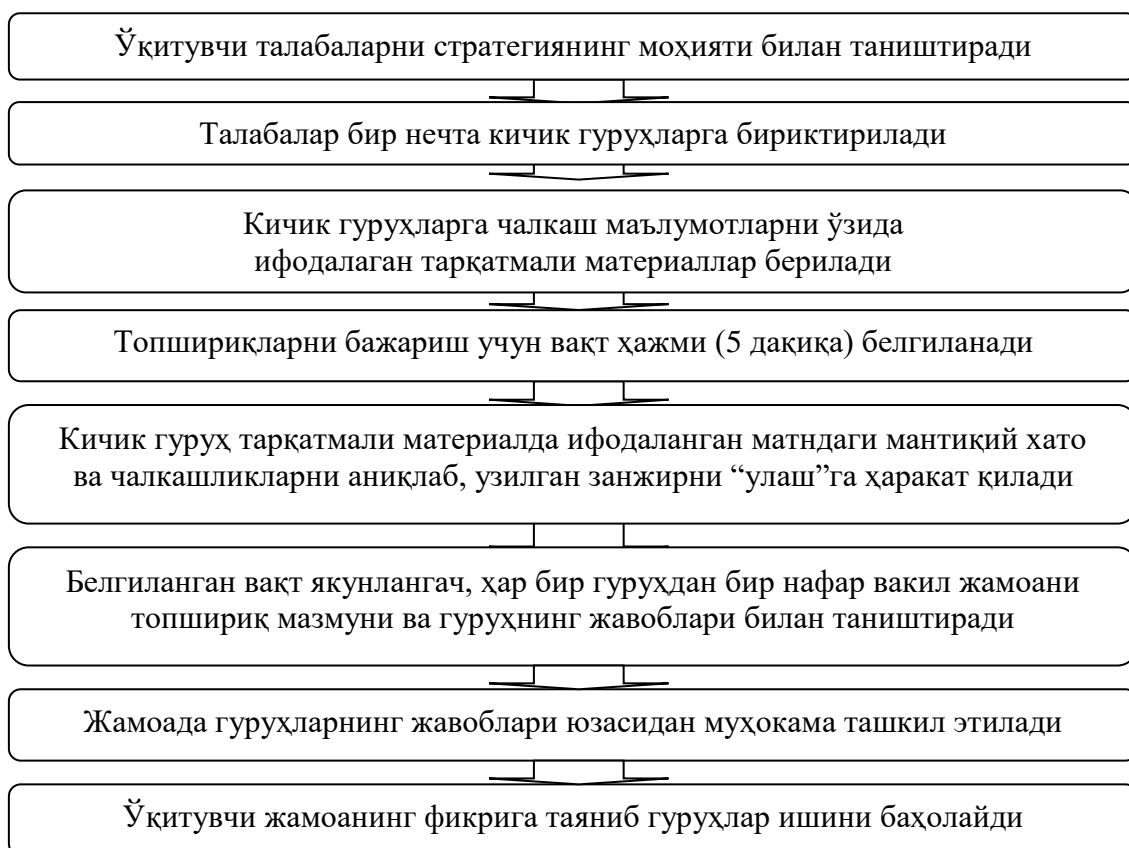 Ўқитувчи талабаларни стратегиянинг моҳияти билан таништиради
Талабалар бир нечта кичик гуруҳларга бириктирилади
Кичик гуруҳларга чалкаш маълумотларни ўзида
ифодалаган тарқатмали материаллар берилади
Топшириқларни бажариш учун вақт ҳажми (5 дақиқа) белгиланади
Кичик гуруҳ тарқатмали материалда ифодаланган матндаги мантиқий хато
ва чалкашликларни аниқлаб, узилган занжирни “улаш”га ҳаракат қилади
Белгиланган вақт якунлангач, ҳар бир гуруҳдан бир нафар вакил жамоани
топшириқ мазмуни ва гуруҳнинг жавоблари билан таништиради
Жамоада гуруҳларнинг жавоблари юзасидан муҳокама ташкил этилади
Ўқитувчи жамоанинг фикрига таяниб гуруҳлар ишини баҳолайди